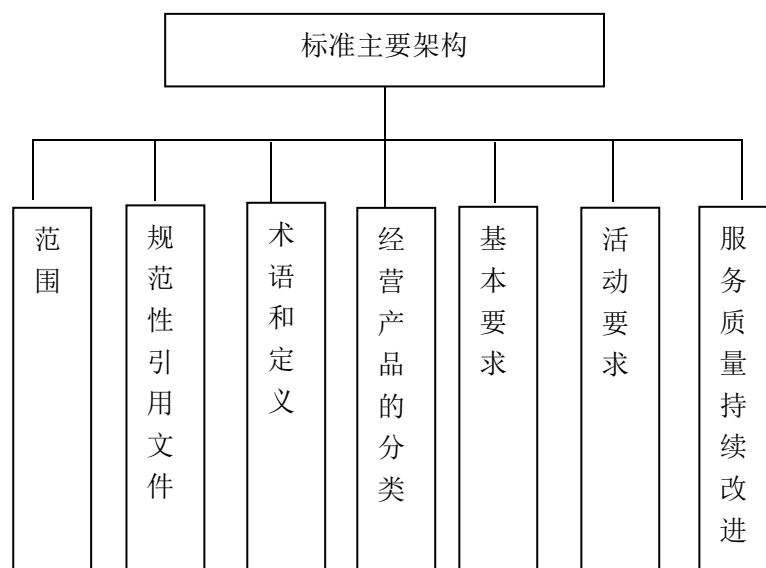 标准主要架构
范围
规范性引用文件
术语和定义
经营产品的分类
基本要求
活动要求
服务质量持续改进